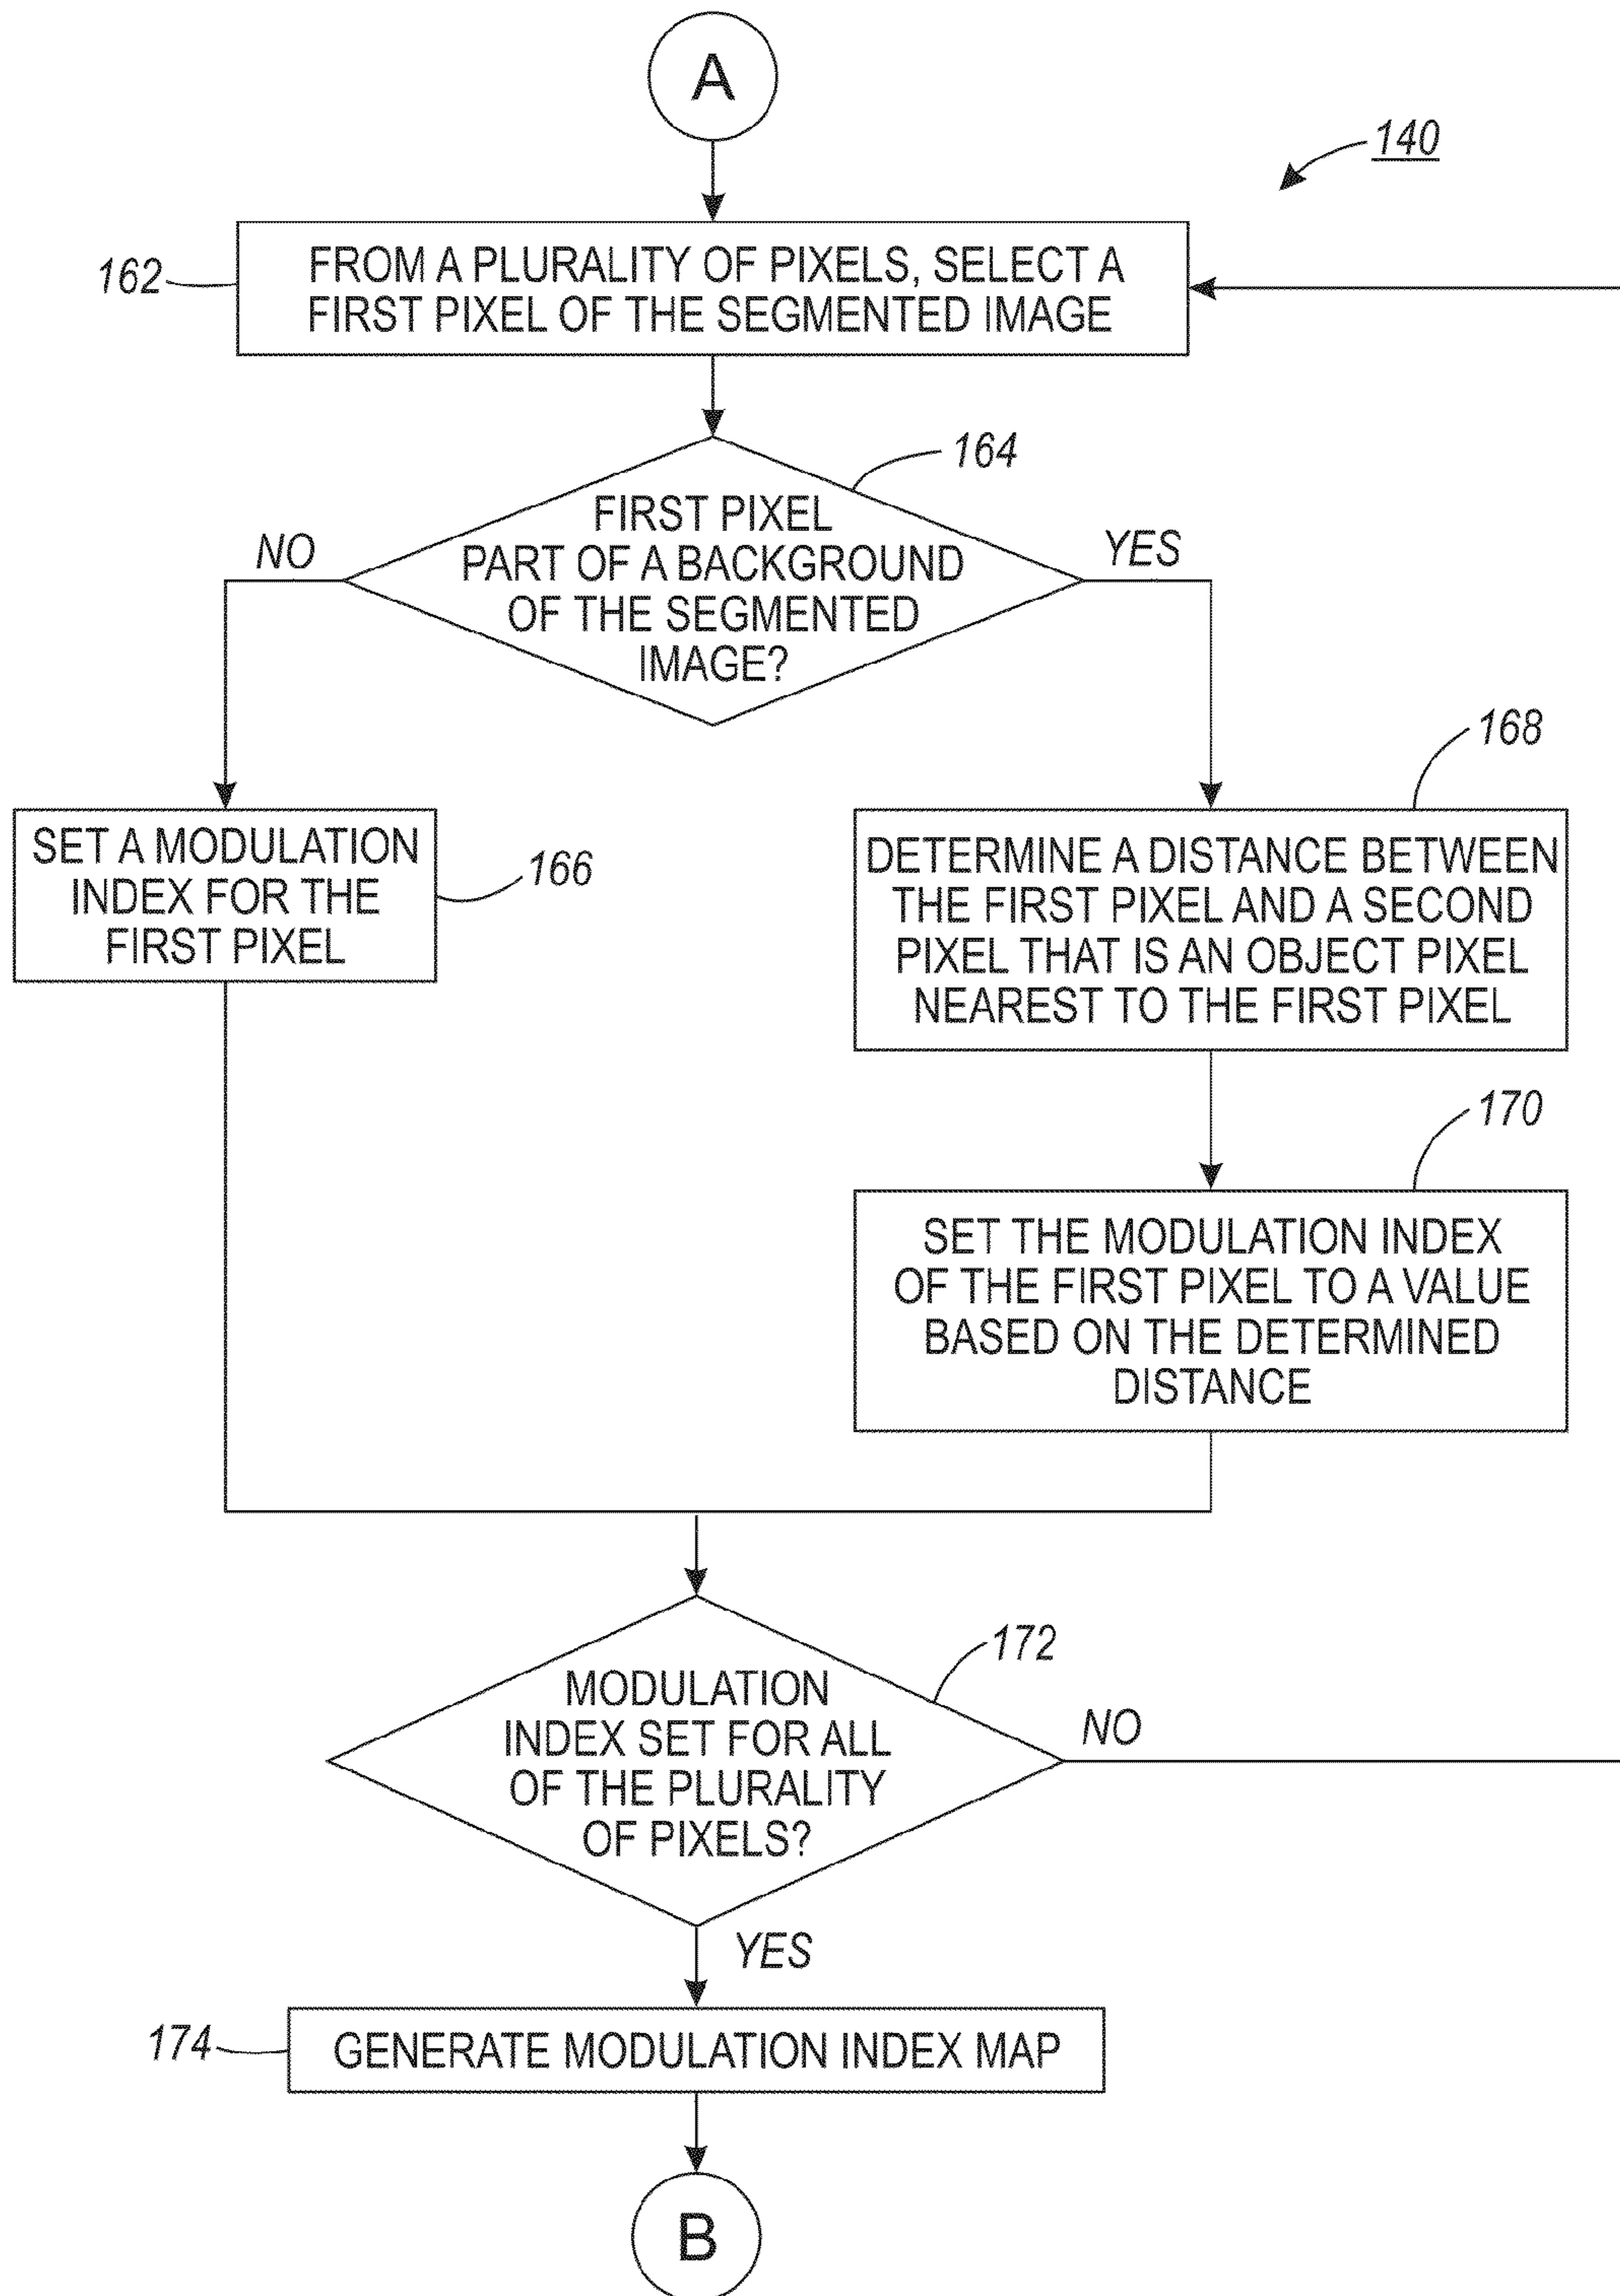 A
140
162
FROM A PLURALITY OF PIXELS, SELECT A
FIRST PIXEL OF THE SEGMENTED IMAGE
164
FIRST PIXEL
PART OF A BACKGROUND
OF THE SEGMENTED
IMAGE?
NO
YES
166
SET A MODULATION
INDEX FOR THE
FIRST PIXEL
168
DETERMINE A DISTANCE BETWEEN
THE FIRST PIXEL AND A SECOND
PIXEL THAT IS AN OBJECT PIXEL
NEAREST TO THE FIRST PIXEL
170
SET THE MODULATION INDEX
OF THE FIRST PIXEL TO A VALUE
BASED ON THE DETERMINED
DISTANCE
172
MODULATION
INDEX SET FOR ALL
OF THE PLURALITY
OF PIXELS?
NO
YES
174
GENERATE MODULATION INDEX MAP
B